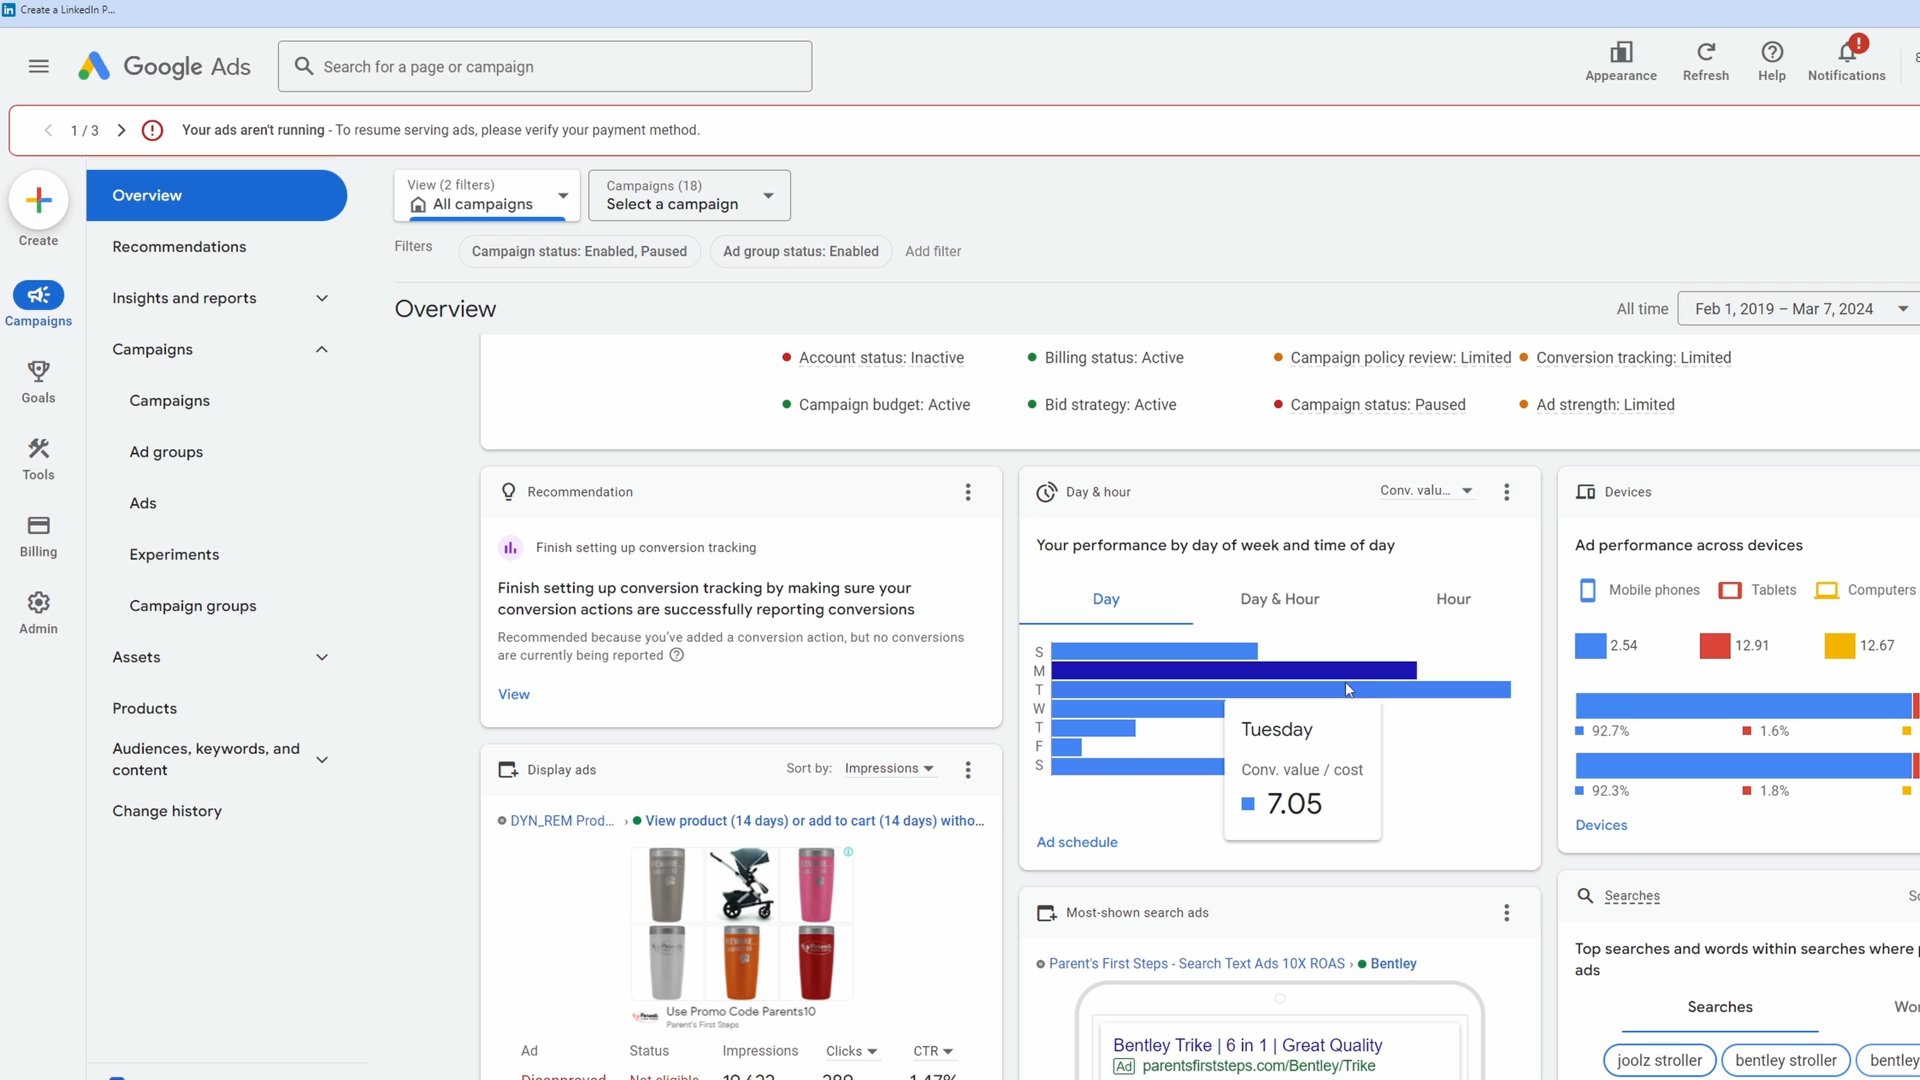 Create a LinkedIn P...
Google Ads
Search for a page or campaign
Appearance
Refresh
Help
Notifications
1 / 3
Your ads aren't running - To resume serving ads, please verify your payment method.
Create
Campaigns
Goals
Tools
Billing
Admin
Overview
Recommendations
Insights and reports
Campaigns
Campaigns
Ad groups
Ads
Experiments
Campaign groups
Assets
Products
Audiences, keywords, and
content
Change history
View (2 filters)
All campaigns
Campaigns (18)
Select a campaign
Filters
Campaign status: Enabled, Paused
Ad group status: Enabled
Add filter
Overview
All time
Feb 1, 2019 – Mar 7, 2024
Account status: Inactive
Billing status: Active
Campaign policy review: Limited
Conversion tracking: Limited
Campaign budget: Active
Bid strategy: Active
Campaign status: Paused
Ad strength: Limited
Recommendation
Finish setting up conversion tracking
Finish setting up conversion tracking by making sure your
conversion actions are successfully reporting conversions
Recommended because you've added a conversion action, but no conversions
are currently being reported
View
Display ads
Sort by: Impressions
DYN_REM Prod... › View product (14 days) or add to cart (14 days) witho...
Use Promo Code Parents10
Parent's First Steps
Ad
Status
Impressions
Clicks
CTR
Disapproved
Not eligible
Day & hour
Conv. valu...
Your performance by day of week and time of day
Day
Day & Hour
Hour
S
M
T
W
T
F
S
Tuesday
Conv. value / cost
7.05
Ad schedule
Most-shown search ads
Parent's First Steps - Search Text Ads 10X ROAS › Bentley
Bentley Trike | 6 in 1 | Great Quality
Ad parentsfirststeps.com/Bentley/Trike
Devices
Ad performance across devices
Mobile phones
Tablets
Computers
2.54
12.91
12.67
92.7%
1.6%
92.3%
1.8%
Devices
Searches
Top searches and words within searches where
ads
Searches
joolz stroller
bentley stroller
bentley